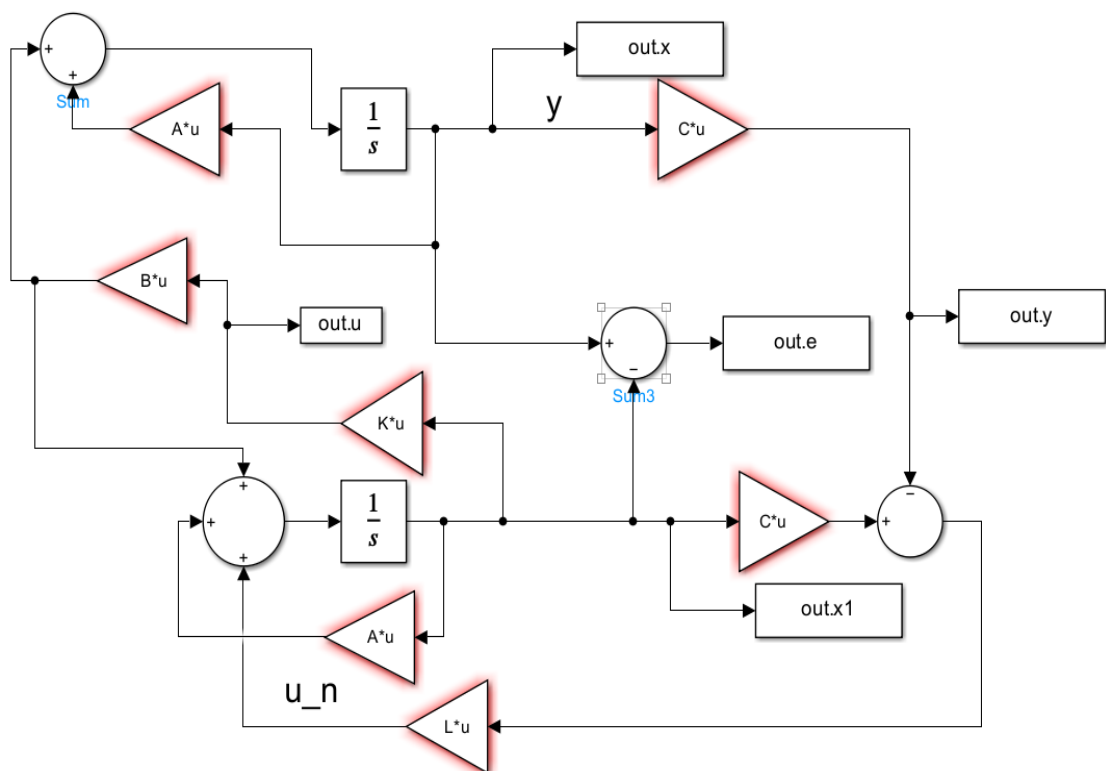 out.x
+
+
Sum
A*u
1
s
y
C*u
B*u
out.u
+
−
Sum3
out.e
out.y
K*u
+
+
+
1
s
C*u
−
+
out.x1
A*u
u_n
L*u